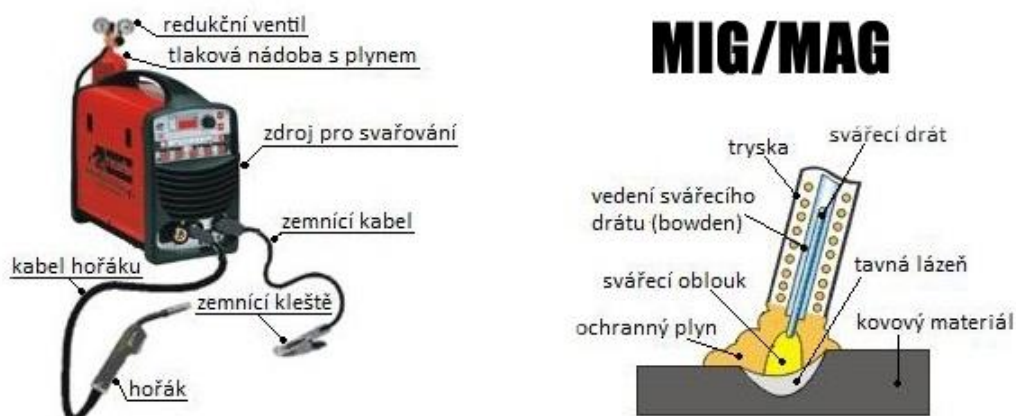 redukční ventil
tlaková nádoba s plynem
zdroj pro svařování
zemnící kabel
kabel hořáku
zemnící kleště
hořák
MIG/MAG
svářecí drát
tryska
vedení svářecího
drátu (bowden)
tavná lázeň
svářecí oblouk
ochranný plyn
kovový materiál